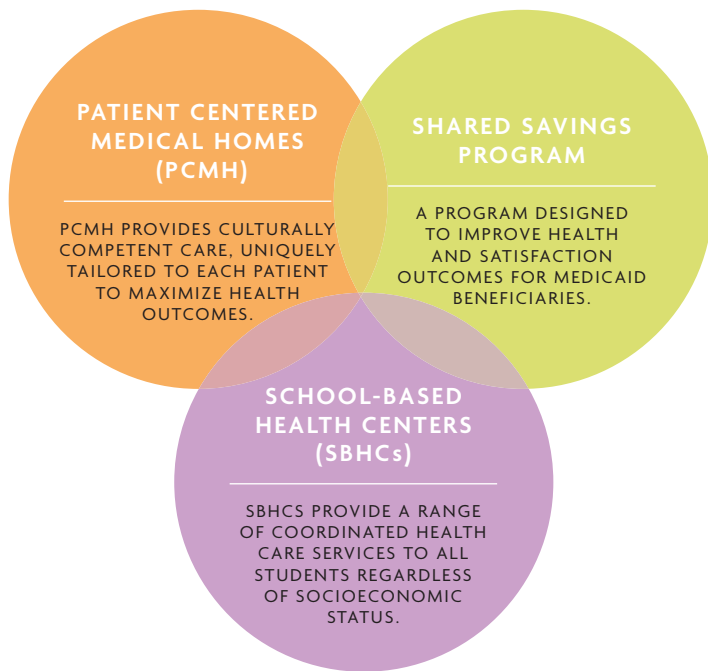 PATIENT CENTERED
MEDICAL HOMES
(PCMH)
PCMH PROVIDES CULTURALLY
COMPETENT CARE, UNIQUELY
TAILORED TO EACH PATIENT
TO MAXIMIZE HEALTH
OUTCOMES.
SHARED SAVINGS
PROGRAM
A PROGRAM DESIGNED
TO IMPROVE HEALTH
AND SATISFACTION
OUTCOMES FOR MEDICAID
BENEFICIARIES.
SCHOOL-BASED
HEALTH CENTERS
(SBHCs)
SBHCS PROVIDE A RANGE
OF COORDINATED HEALTH
CARE SERVICES TO ALL
STUDENTS REGARDLESS
OF SOCIOECONOMIC
STATUS.